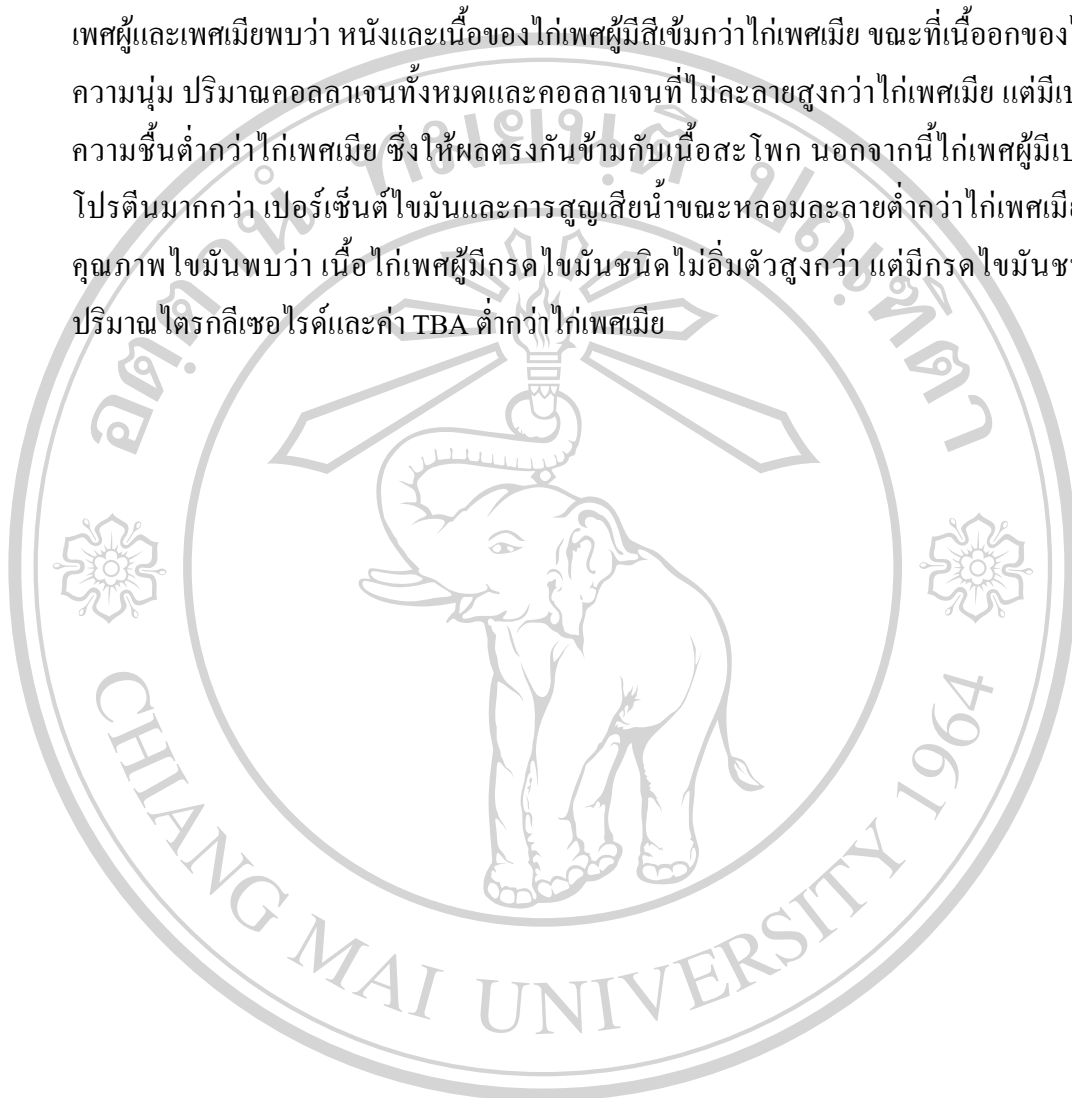 เพศผู้และเพศเมียพบว่า หนังและเนื้อของไก่เพศผู้มีสีเข้มกว่าไก่เพศเมีย ขณะที่เนื้ออกของ
ความนุ่ม ปริมาณคอลลาเจนทั้งหมดและคอลลาเจนที่ไม่ละลายสูงกว่าไก่เพศเมีย แต่มีเป
ความชื้นต่ำกว่าไก่เพศเมีย ซึ่งให้ผลตรงกันข้ามกับเนื้อสะโพก นอกจากนี้ไก่เพศผู้มีเป
โปรตีนมากกว่า เปอร์เซ็นต์ไขมันและการสูญเสียน้ำขณะหลอมละลายต่ำกว่าไก่เพศเมีย
คุณภาพไขมันพบว่า เนื้อไก่เพศผู้มีกรดไขมันชนิดไม่อิ่มตัวสูงกว่า แต่มีกรดไขมันช
ปริมาณไตรกลีเซอไรด์และค่า TBA ต่ำกว่าไก่เพศเมีย
อตฺตานํ ทมยนฺติ ปณฺฑิตา
CHIANG MAI UNIVERSITY 1964